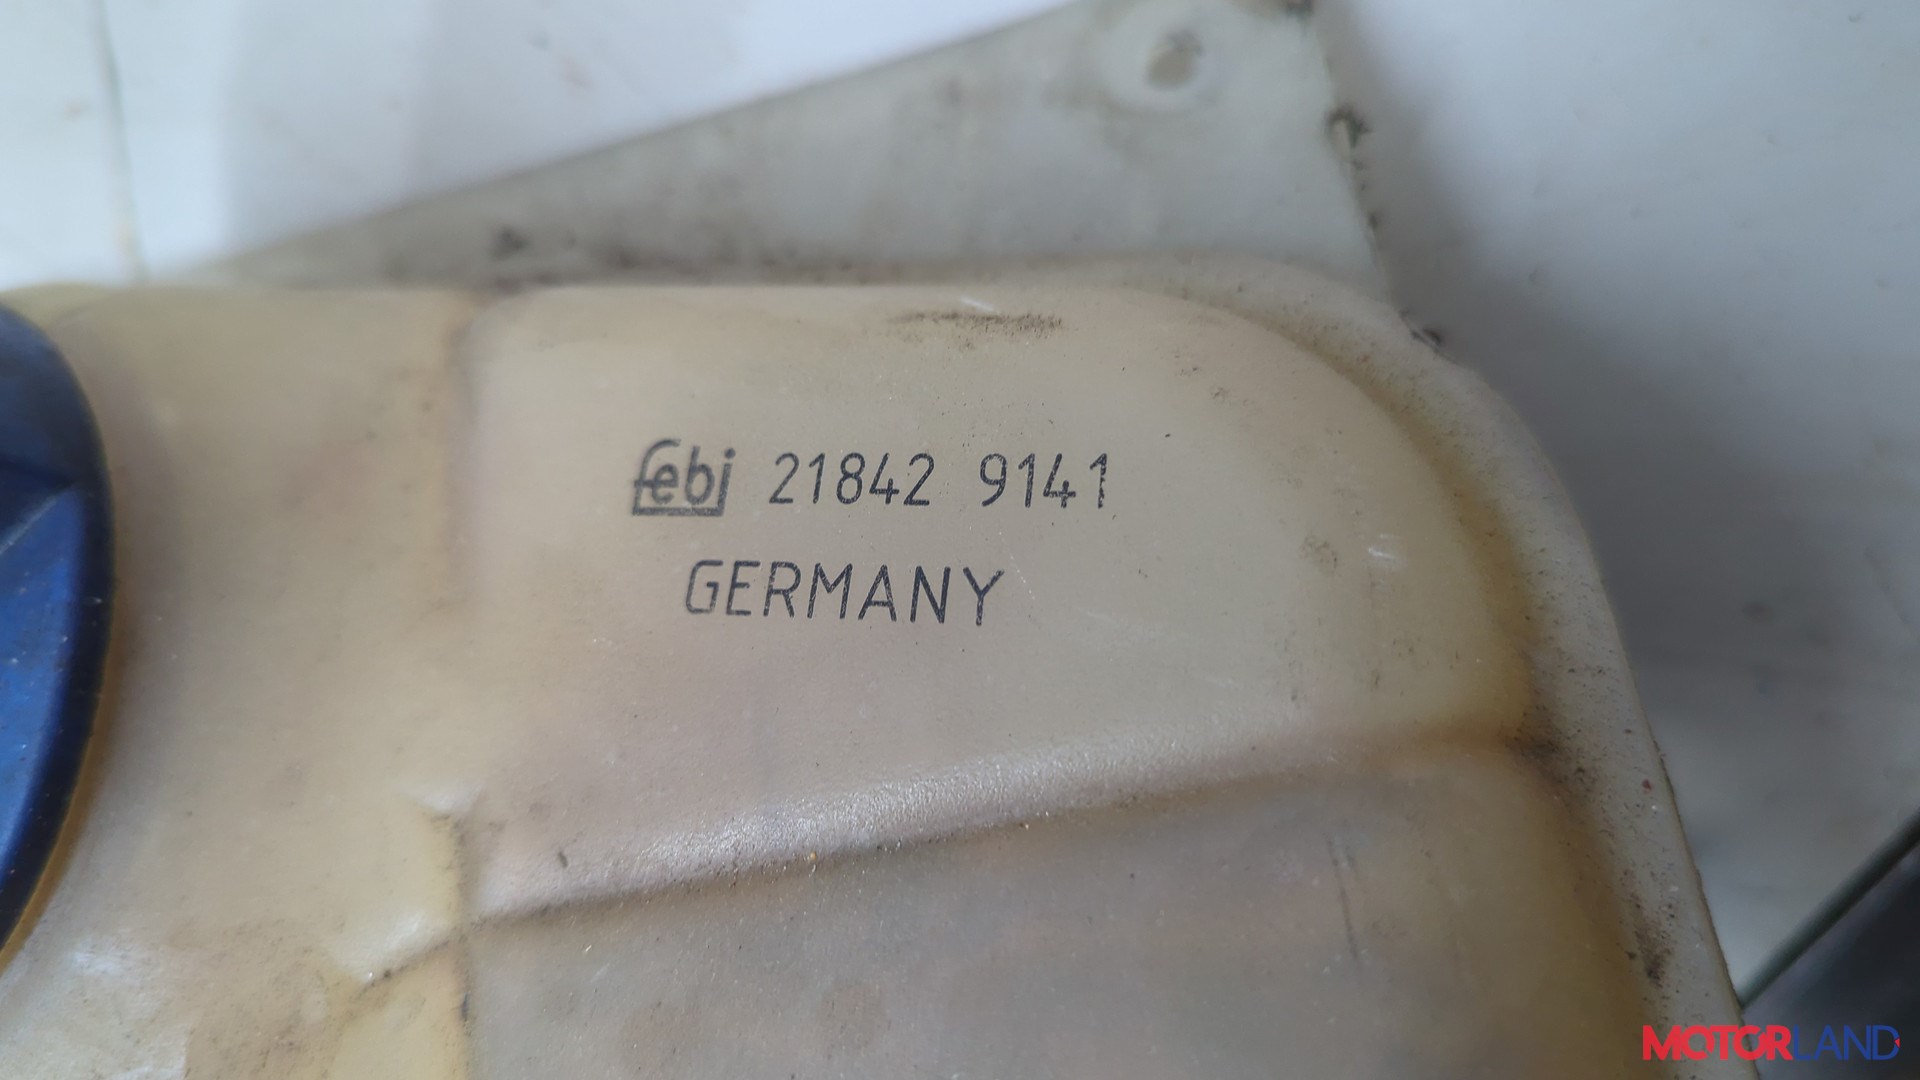 febi 21842 9141
GERMANY
MOTORLAND